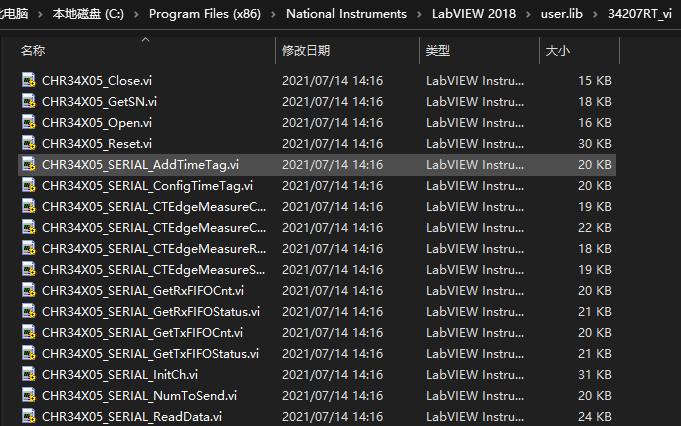 此电脑 › 本地磁盘 (C:) › Program Files (x86) › National Instruments › LabVIEW 2018 › user.lib › 34207RT_vi
名称 修改日期 类型 大小
CHR34X05_Close.vi 2021/07/14 14:16 LabVIEW Instru... 15 KB
CHR34X05_GetSN.vi 2021/07/14 14:16 LabVIEW Instru... 18 KB
CHR34X05_Open.vi 2021/07/14 14:16 LabVIEW Instru... 16 KB
CHR34X05_Reset.vi 2021/07/14 14:16 LabVIEW Instru... 30 KB
CHR34X05_SERIAL_AddTimeTag.vi 2021/07/14 14:16 LabVIEW Instru... 20 KB
CHR34X05_SERIAL_ConfigTimeTag.vi 2021/07/14 14:16 LabVIEW Instru... 20 KB
CHR34X05_SERIAL_CTEdgeMeasureC... 2021/07/14 14:16 LabVIEW Instru... 19 KB
CHR34X05_SERIAL_CTEdgeMeasureC... 2021/07/14 14:16 LabVIEW Instru... 22 KB
CHR34X05_SERIAL_CTEdgeMeasureR... 2021/07/14 14:16 LabVIEW Instru... 18 KB
CHR34X05_SERIAL_CTEdgeMeasureS... 2021/07/14 14:16 LabVIEW Instru... 19 KB
CHR34X05_SERIAL_GetRxFIFOCnt.vi 2021/07/14 14:16 LabVIEW Instru... 20 KB
CHR34X05_SERIAL_GetRxFIFOStatus.vi 2021/07/14 14:16 LabVIEW Instru... 21 KB
CHR34X05_SERIAL_GetTxFIFOCnt.vi 2021/07/14 14:16 LabVIEW Instru... 20 KB
CHR34X05_SERIAL_GetTxFIFOStatus.vi 2021/07/14 14:16 LabVIEW Instru... 21 KB
CHR34X05_SERIAL_InitCh.vi 2021/07/14 14:16 LabVIEW Instru... 31 KB
CHR34X05_SERIAL_NumToSend.vi 2021/07/14 14:16 LabVIEW Instru... 20 KB
CHR34X05_SERIAL_ReadData.vi 2021/07/14 14:16 LabVIEW Instru... 24 KB